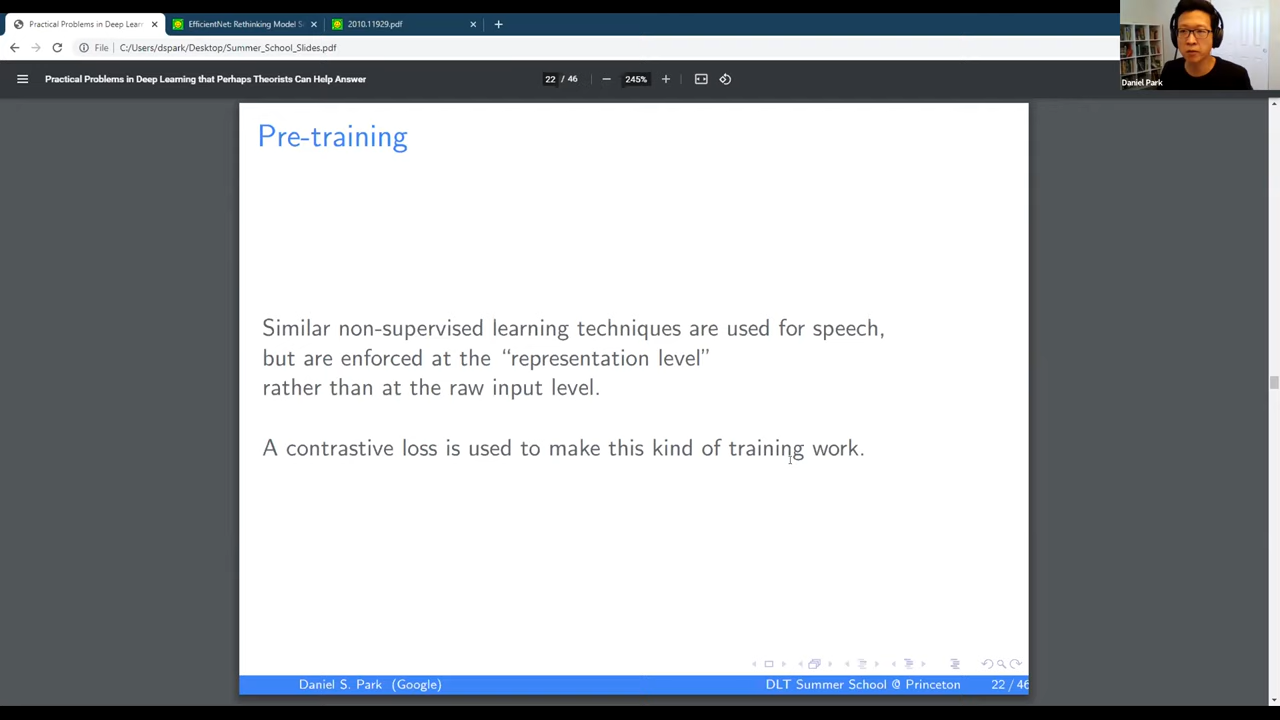 Practical Problems in Deep Lear
EfficientNet: Rethinking Model S
2010.11929.pdf
File
C:/Users/dspark/Desktop/Summer_School_Slides.pdf
Practical Problems in Deep Learning that Perhaps Theorists Can Help Answer
22 / 46
245%
Daniel Park
Pre-training
Similar non-supervised learning techniques are used for speech,
but are enforced at the “representation level”
rather than at the raw input level.
A contrastive loss is used to make this kind of training work.
Daniel S. Park (Google)
DLT Summer School @ Princeton
22 / 46